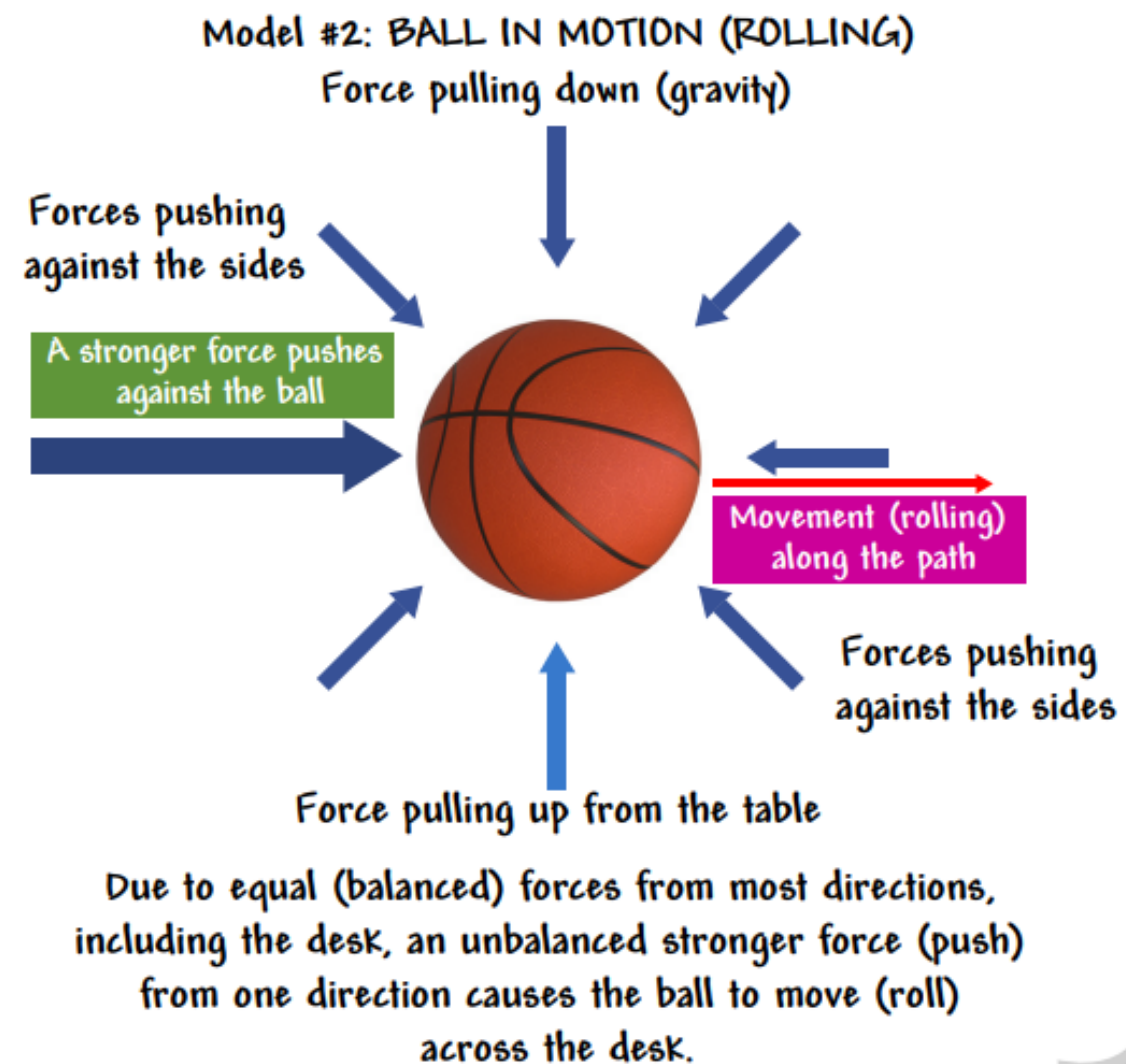 Model #2: BALL IN MOTION (ROLLING)
Force pulling down (gravity)
Forces pushing
against the sides
A stronger force pushes
against the ball
Movement (rolling)
along the path
Forces pushing
against the sides
Force pulling up from the table
Due to equal (balanced) forces from most directions,
including the desk, an unbalanced stronger force (push)
from one direction causes the ball to move (roll)
across the desk.